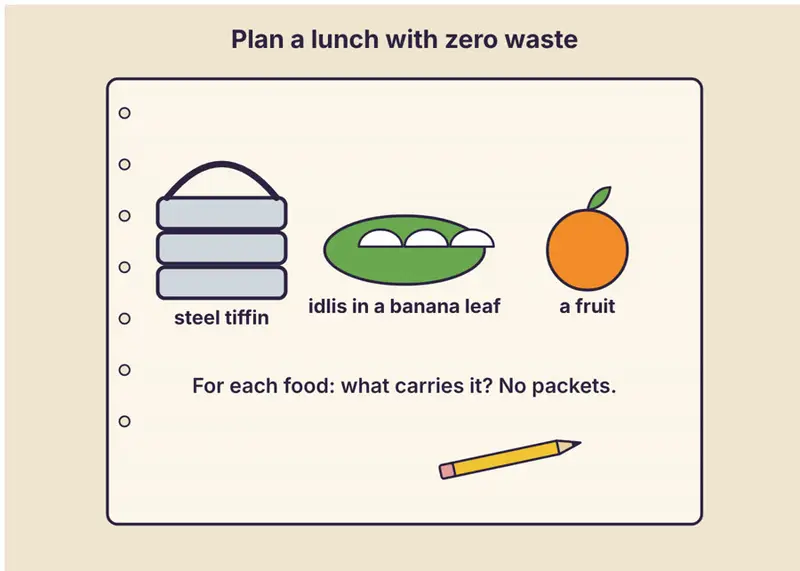 Plan a lunch with zero waste
steel tiffin
idlis in a banana leaf
a fruit
For each food: what carries it? No packets.